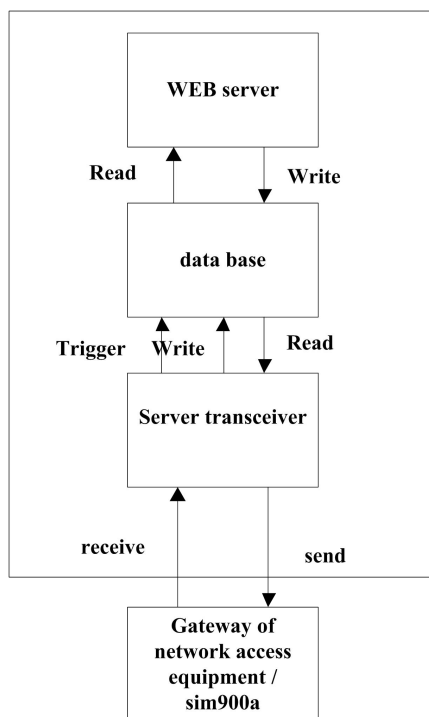 WEB server
Read
Write
data base
Trigger Write
Read
Server transceiver
receive
send
Gateway of
network access
equipment /
sim900a